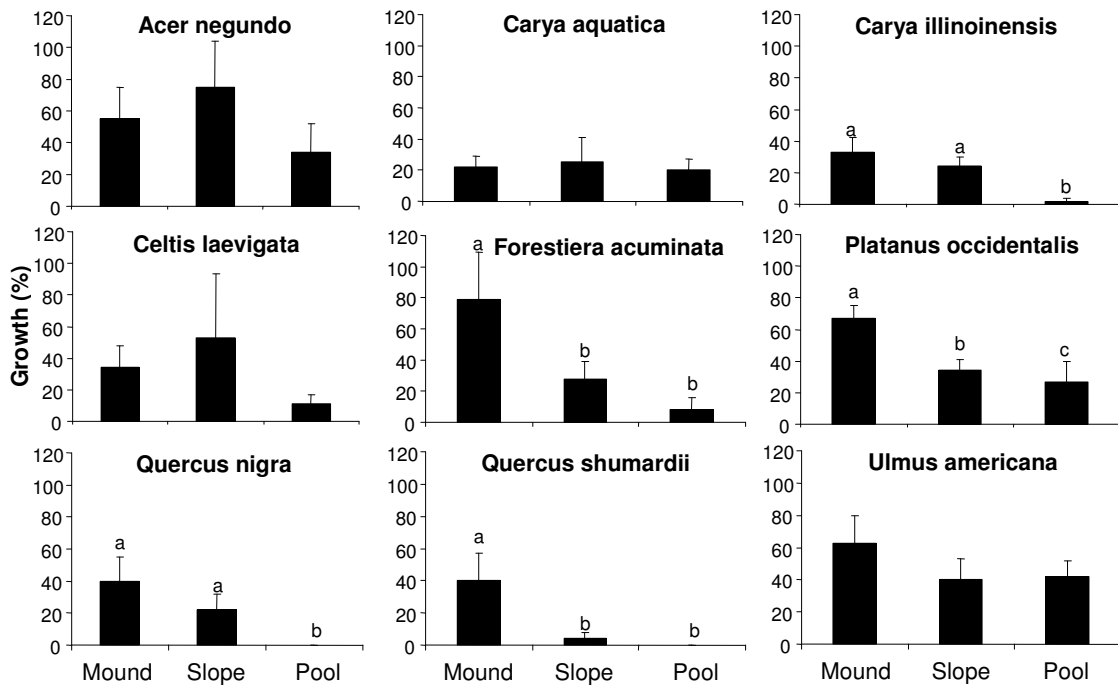 Growth (%)
Acer negundo
120
100
80
60
40
20
0
Carya aquatica
120
100
80
60
40
20
0
Carya illinoinensis
120
100
80
60
40
20
0
a
a
b
Celtis laevigata
120
100
80
60
40
20
0
Forestiera acuminata
120
100
80
60
40
20
0
a
b
b
Platanus occidentalis
120
100
80
60
40
20
0
a
b
c
Quercus nigra
120
100
80
60
40
20
0
a
a
b
Mound Slope Pool
Quercus shumardii
120
100
80
60
40
20
0
a
b
b
Mound Slope Pool
Ulmus americana
120
100
80
60
40
20
0
Mound Slope Pool